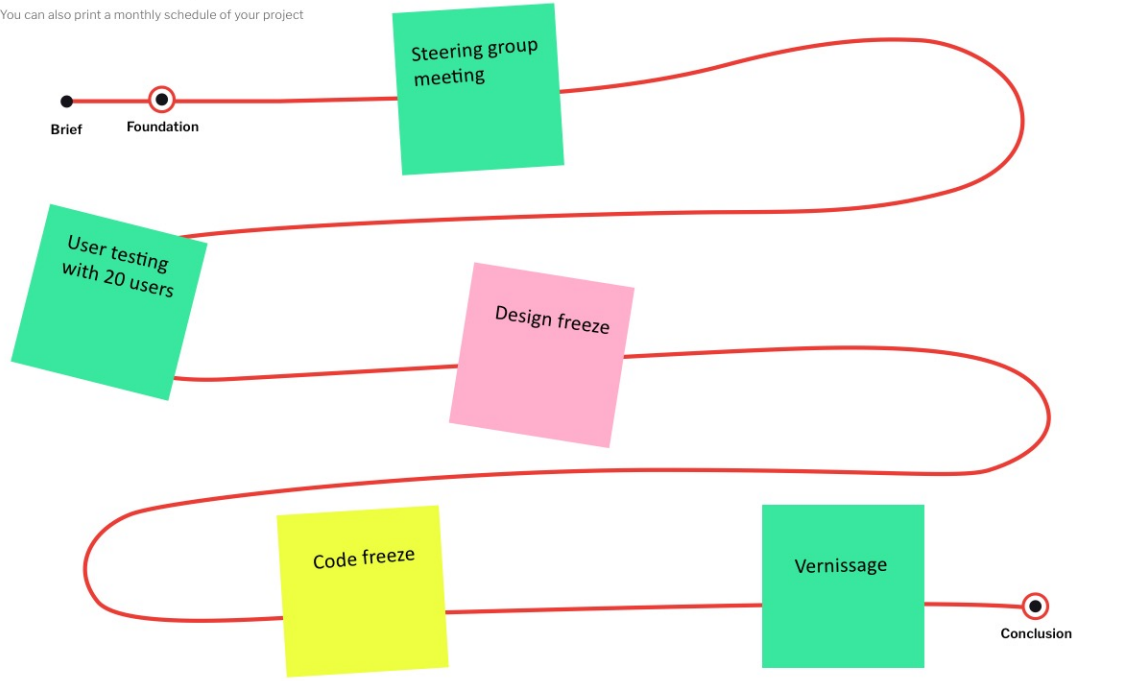 You can also print a monthly schedule of your project
Steering group
meeting
Brief
Foundation
User testing
with 20 users
Design freeze
Code freeze
Vernissage
Conclusion